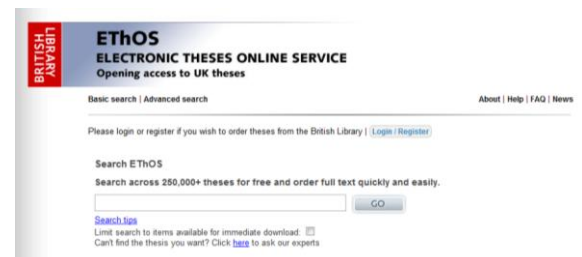 BRITISH
LIBRARY
EThOS
ELECTRONIC THESES ONLINE SERVICE
Opening access to UK theses
Basic search | Advanced search
About | Help | FAQ | News
Please login or register if you wish to order theses from the British Library | Login / Register
Search EThOS
Search across 250,000+ theses for free and order full text quickly and easily.
GO
Search tips
Limit search to items available for immediate download:
Can't find the thesis you want? Click here to ask our experts